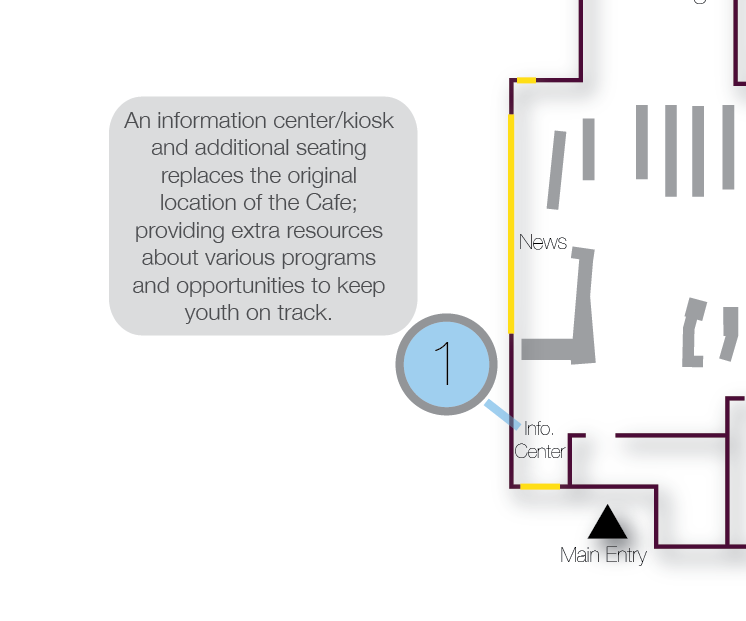 An information center/kiosk
and additional seating
replaces the original
location of the Cafe;
providing extra resources
about various programs
and opportunities to keep
youth on track.
News
1
Info.
Center
Main Entry